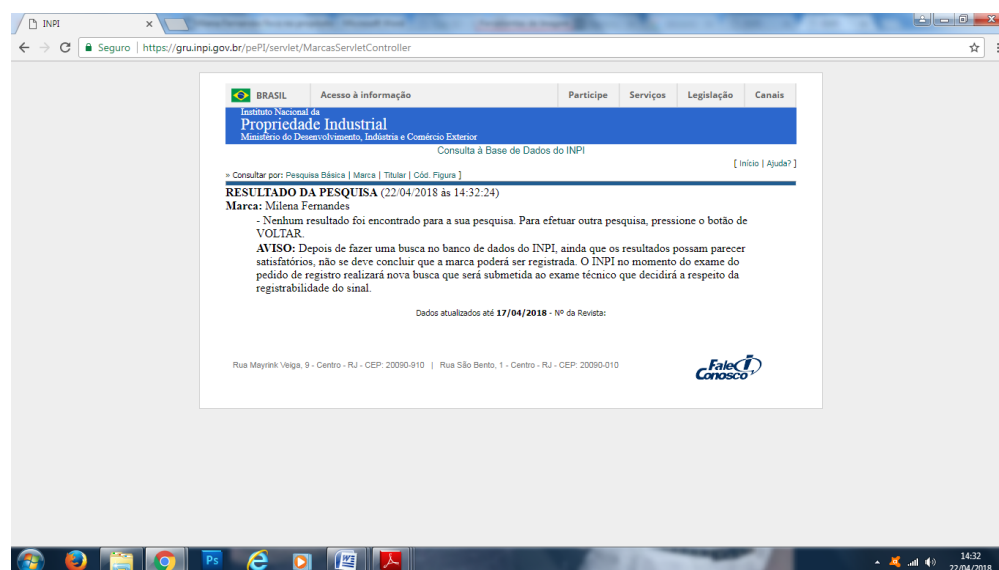 INPI
Seguro | https://gru.inpi.gov.br/pePI/servlet/MarcasServletController
BRASIL Acesso à informação Participe Serviços Legislação Canais
Instituto Nacional da
Propriedade Industrial
Ministério do Desenvolvimento, Indústria e Comércio Exterior
Consulta à Base de Dados do INPI
[ Início | Ajuda? ]
» Consultar por: Pesquisa Básica | Marca | Titular | Cód. Figura ]
RESULTADO DA PESQUISA (22/04/2018 às 14:32:24)
Marca: Milena Fernandes
- Nenhum resultado foi encontrado para a sua pesquisa. Para efetuar outra pesquisa, pressione o botão de
VOLTAR.
AVISO: Depois de fazer uma busca no banco de dados do INPI, ainda que os resultados possam parecer
satisfatórios, não se deve concluir que a marca poderá ser registrada. O INPI no momento do exame do
pedido de registro realizará nova busca que será submetida ao exame técnico que decidirá a respeito da
registrabilidade do sinal.
Dados atualizados até 17/04/2018 - Nº da Revista:
Rua Mayrink Veiga, 9 - Centro - RJ - CEP: 20090-910 | Rua São Bento, 1 - Centro - RJ - CEP: 20090-010
Fale
Conosco
Ps
14:32
22/04/2018